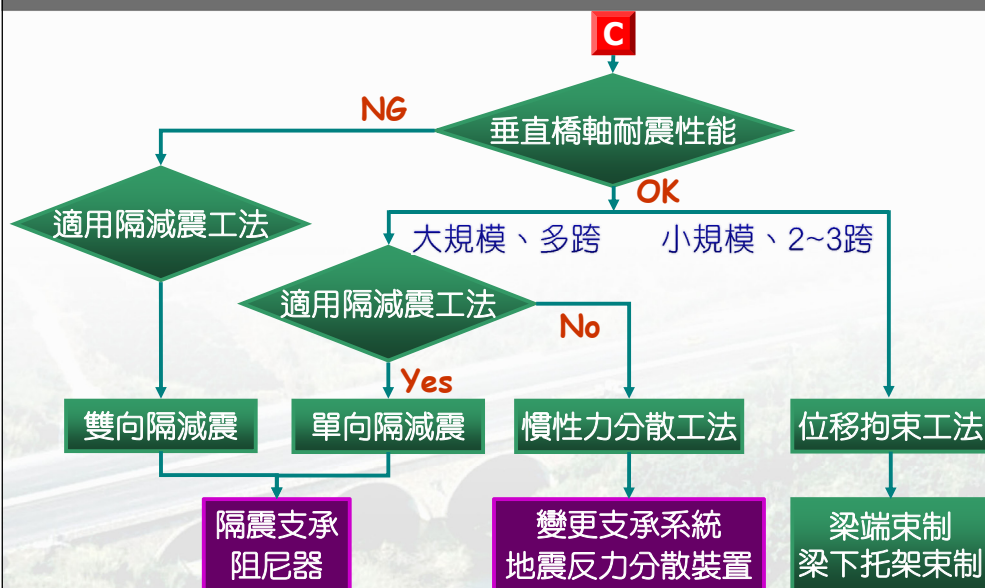 C
NG
垂直橋軸耐震性能
OK
適用隔減震工法
大規模、多跨
小規模、2~3跨
適用隔減震工法
No
Yes
雙向隔減震
單向隔減震
慣性力分散工法
位移拘束工法
隔震支承
阻尼器
變更支承系統
地震反力分散裝置
梁端束制
梁下托架束制